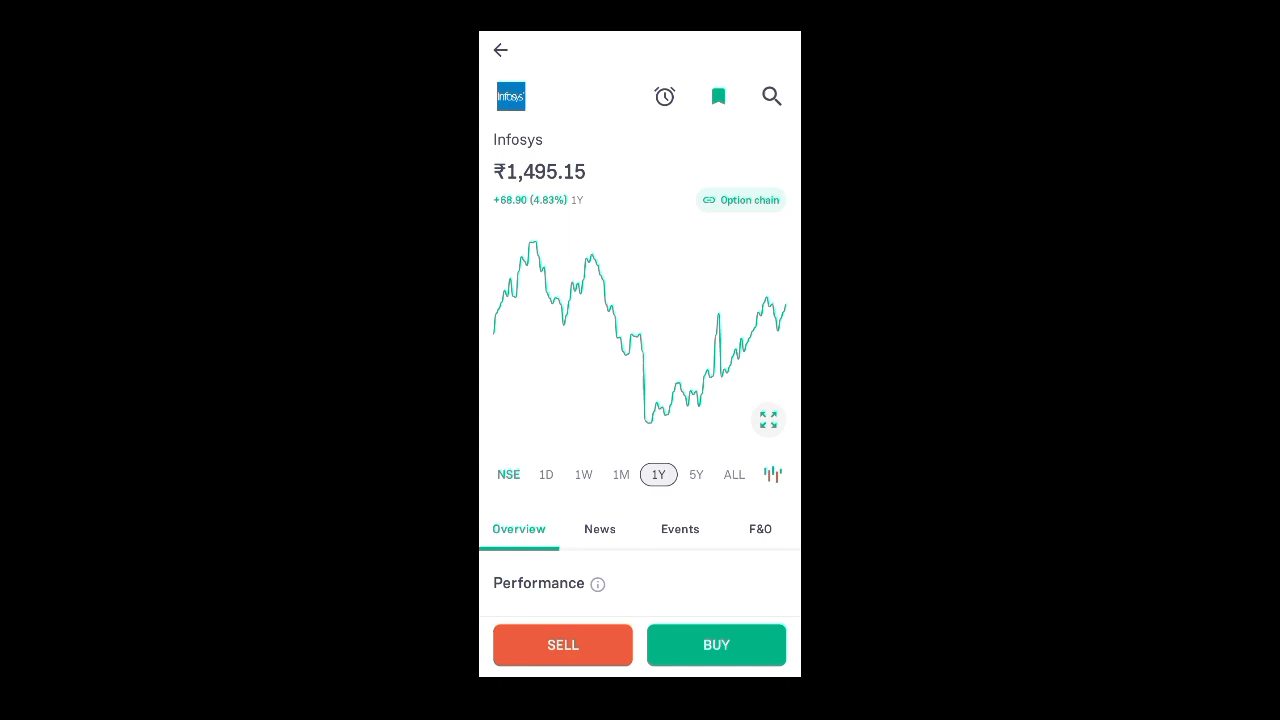 Infosys
Infosys
₹1,495.15
+68.90 (4.83%) 1Y
Option chain
NSE 1D 1W 1M 1Y 5Y ALL
Overview News Events F&O
Performance
SELL BUY